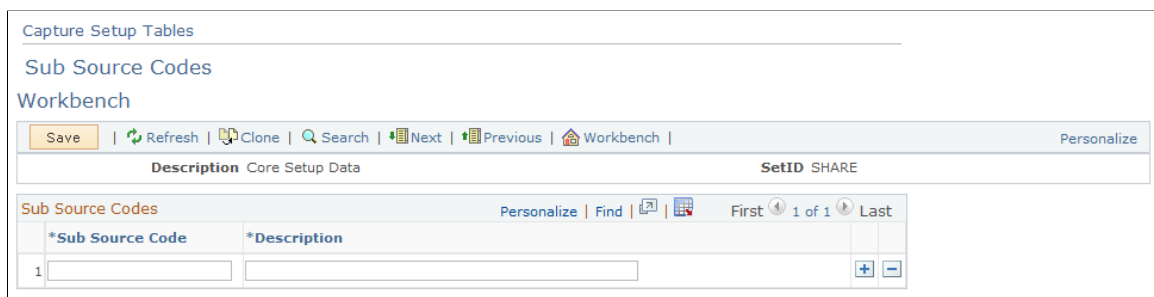 Capture Setup Tables
Sub Source Codes
Workbench
Save | Refresh | Clone | Search | Next | Previous | Workbench | Personalize
Description Core Setup Data SetID SHARE
Sub Source Codes Personalize | Find | | First 1 of 1 Last
*Sub Source Code *Description
1